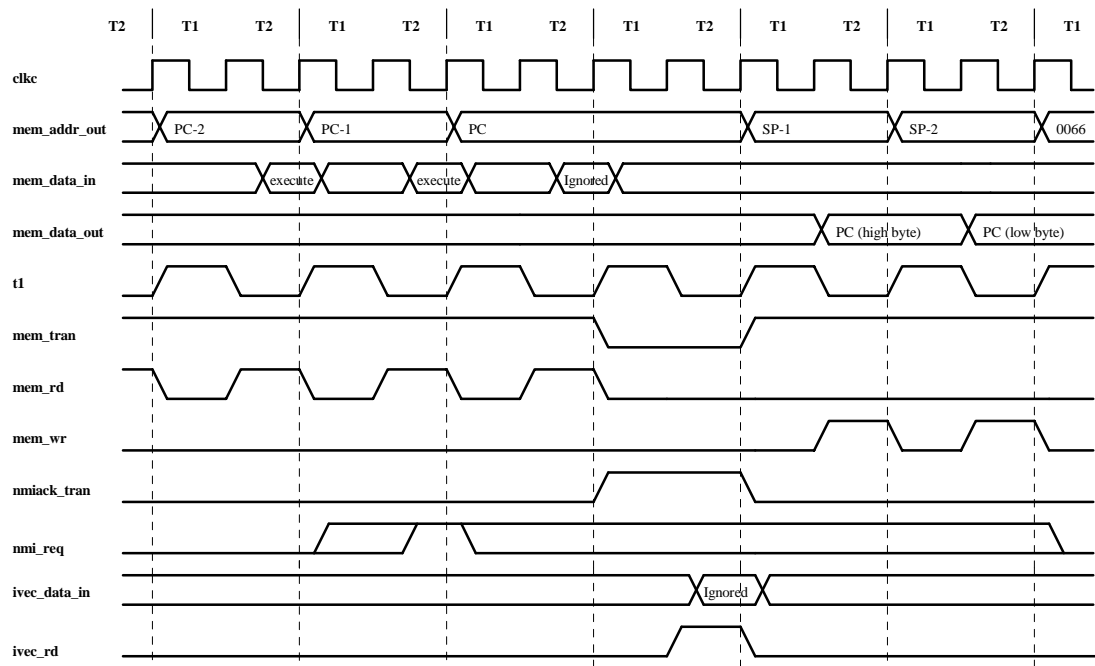 T2 T1 T2 T1 T2 T1 T2 T1 T2 T1 T2 T1 T2 T1
clkc
mem_addr_out PC-2 PC-1 PC SP-1 SP-2 0066
mem_data_in execute execute Ignored
mem_data_out PC (high byte) PC (low byte)
t1
mem_tran
mem_rd
mem_wr
nmiack_tran
nmi_req
ivec_data_in Ignored
ivec_rd